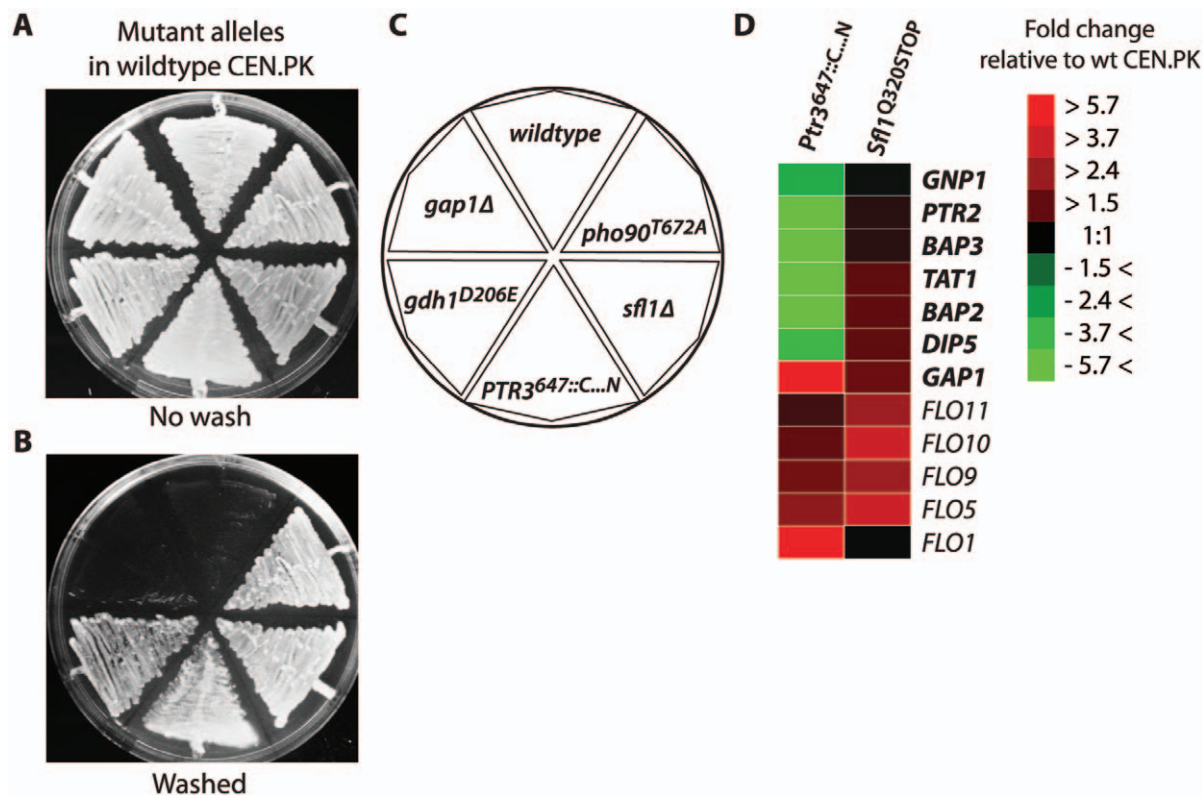 A
Mutant alleles
in wildtype CEN.PK
No wash
B
Washed
C
wildtype
gap1Δ
pho90T672A
gdh1D206E
sfl1Δ
PTR3647::C...N
D
Fold change
relative to wt CEN.PK
Ptr3647::C...N
Sfl1Q320STOP
GNP1
PTR2
BAP3
TAT1
BAP2
DIP5
GAP1
FLO11
FLO10
FLO9
FLO5
FLO1
> 5.7
> 3.7
> 2.4
> 1.5
1:1
- 1.5 <
- 2.4 <
- 3.7 <
- 5.7 <